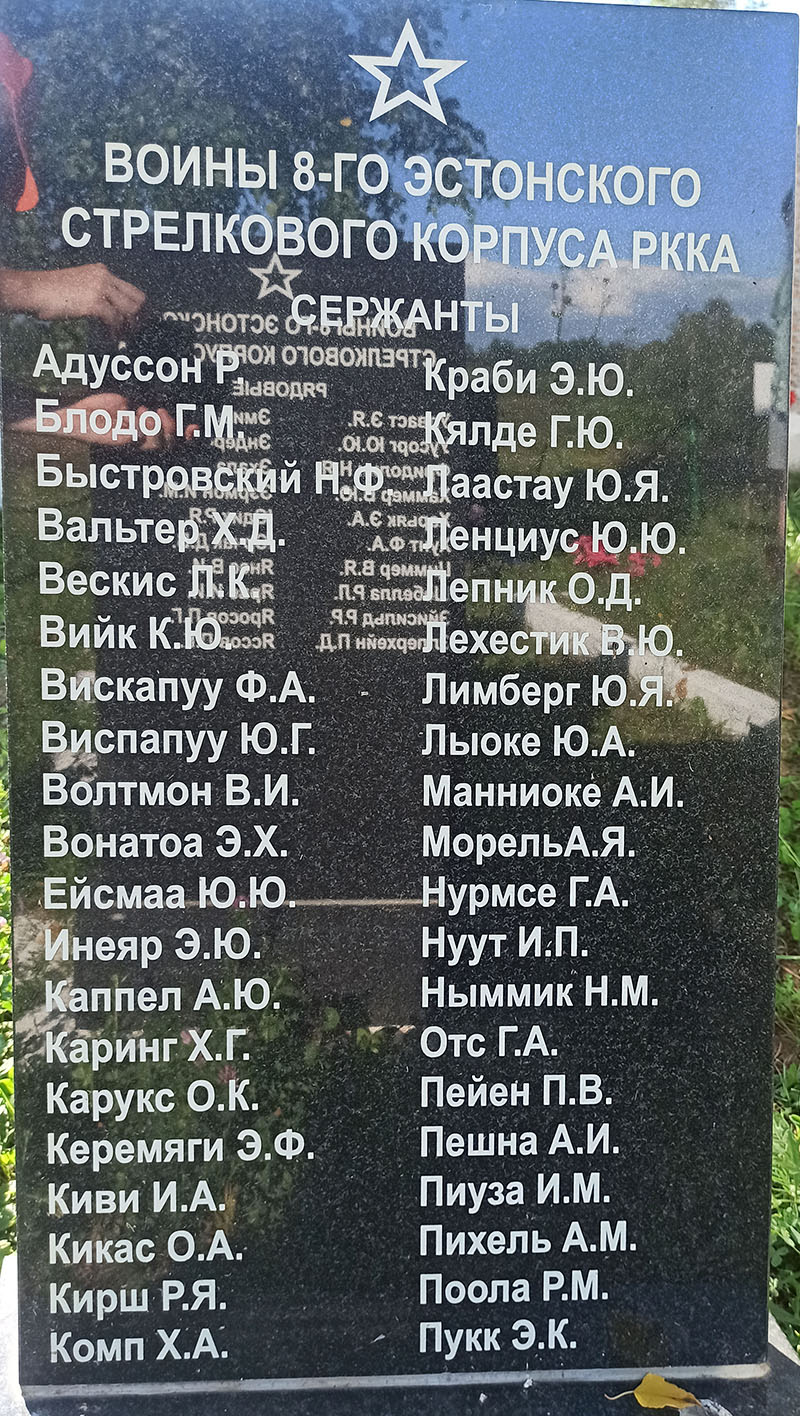 ВОИНЫ 8-ГО ЭСТОНСКОГО
СТРЕЛКОВОГО КОРПУСА РККА
СЕРЖАНТЫ
Адуссон Р.
Блодо Г.М.
Быстровский Н.Ф
Вальтер Х.Д.
Вескис Л.К.
Вийк К.Ю.
Вискапуу Ф.А.
Виспапуу Ю.Г.
Волтмон В.И.
Вонатоа Э.Х.
Ейсмаа Ю.Ю.
Инеяр Э.Ю.
Каппел А.Ю.
Каринг Х.Г.
Карукс О.К.
Керемяги Э.Ф.
Киви И.А.
Кикас О.А.
Кирш Р.Я.
Комп Х.А.
Краби Э.Ю.
Кялде Г.Ю.
Лаастау Ю.Я.
Ленциус Ю.Ю.
Лепник О.Д.
Лехестик В.Ю.
Лимберг Ю.Я.
Лыоке Ю.А.
Манниоке А.И.
МорельА.Я.
Нурмсе Г.А.
Нуут И.П.
Ныммик Н.М.
Отс Г.А.
Пейен П.В.
Пешна А.И.
Пиуза И.М.
Пихель А.М.
Поола Р.М.
Пукк Э.К.